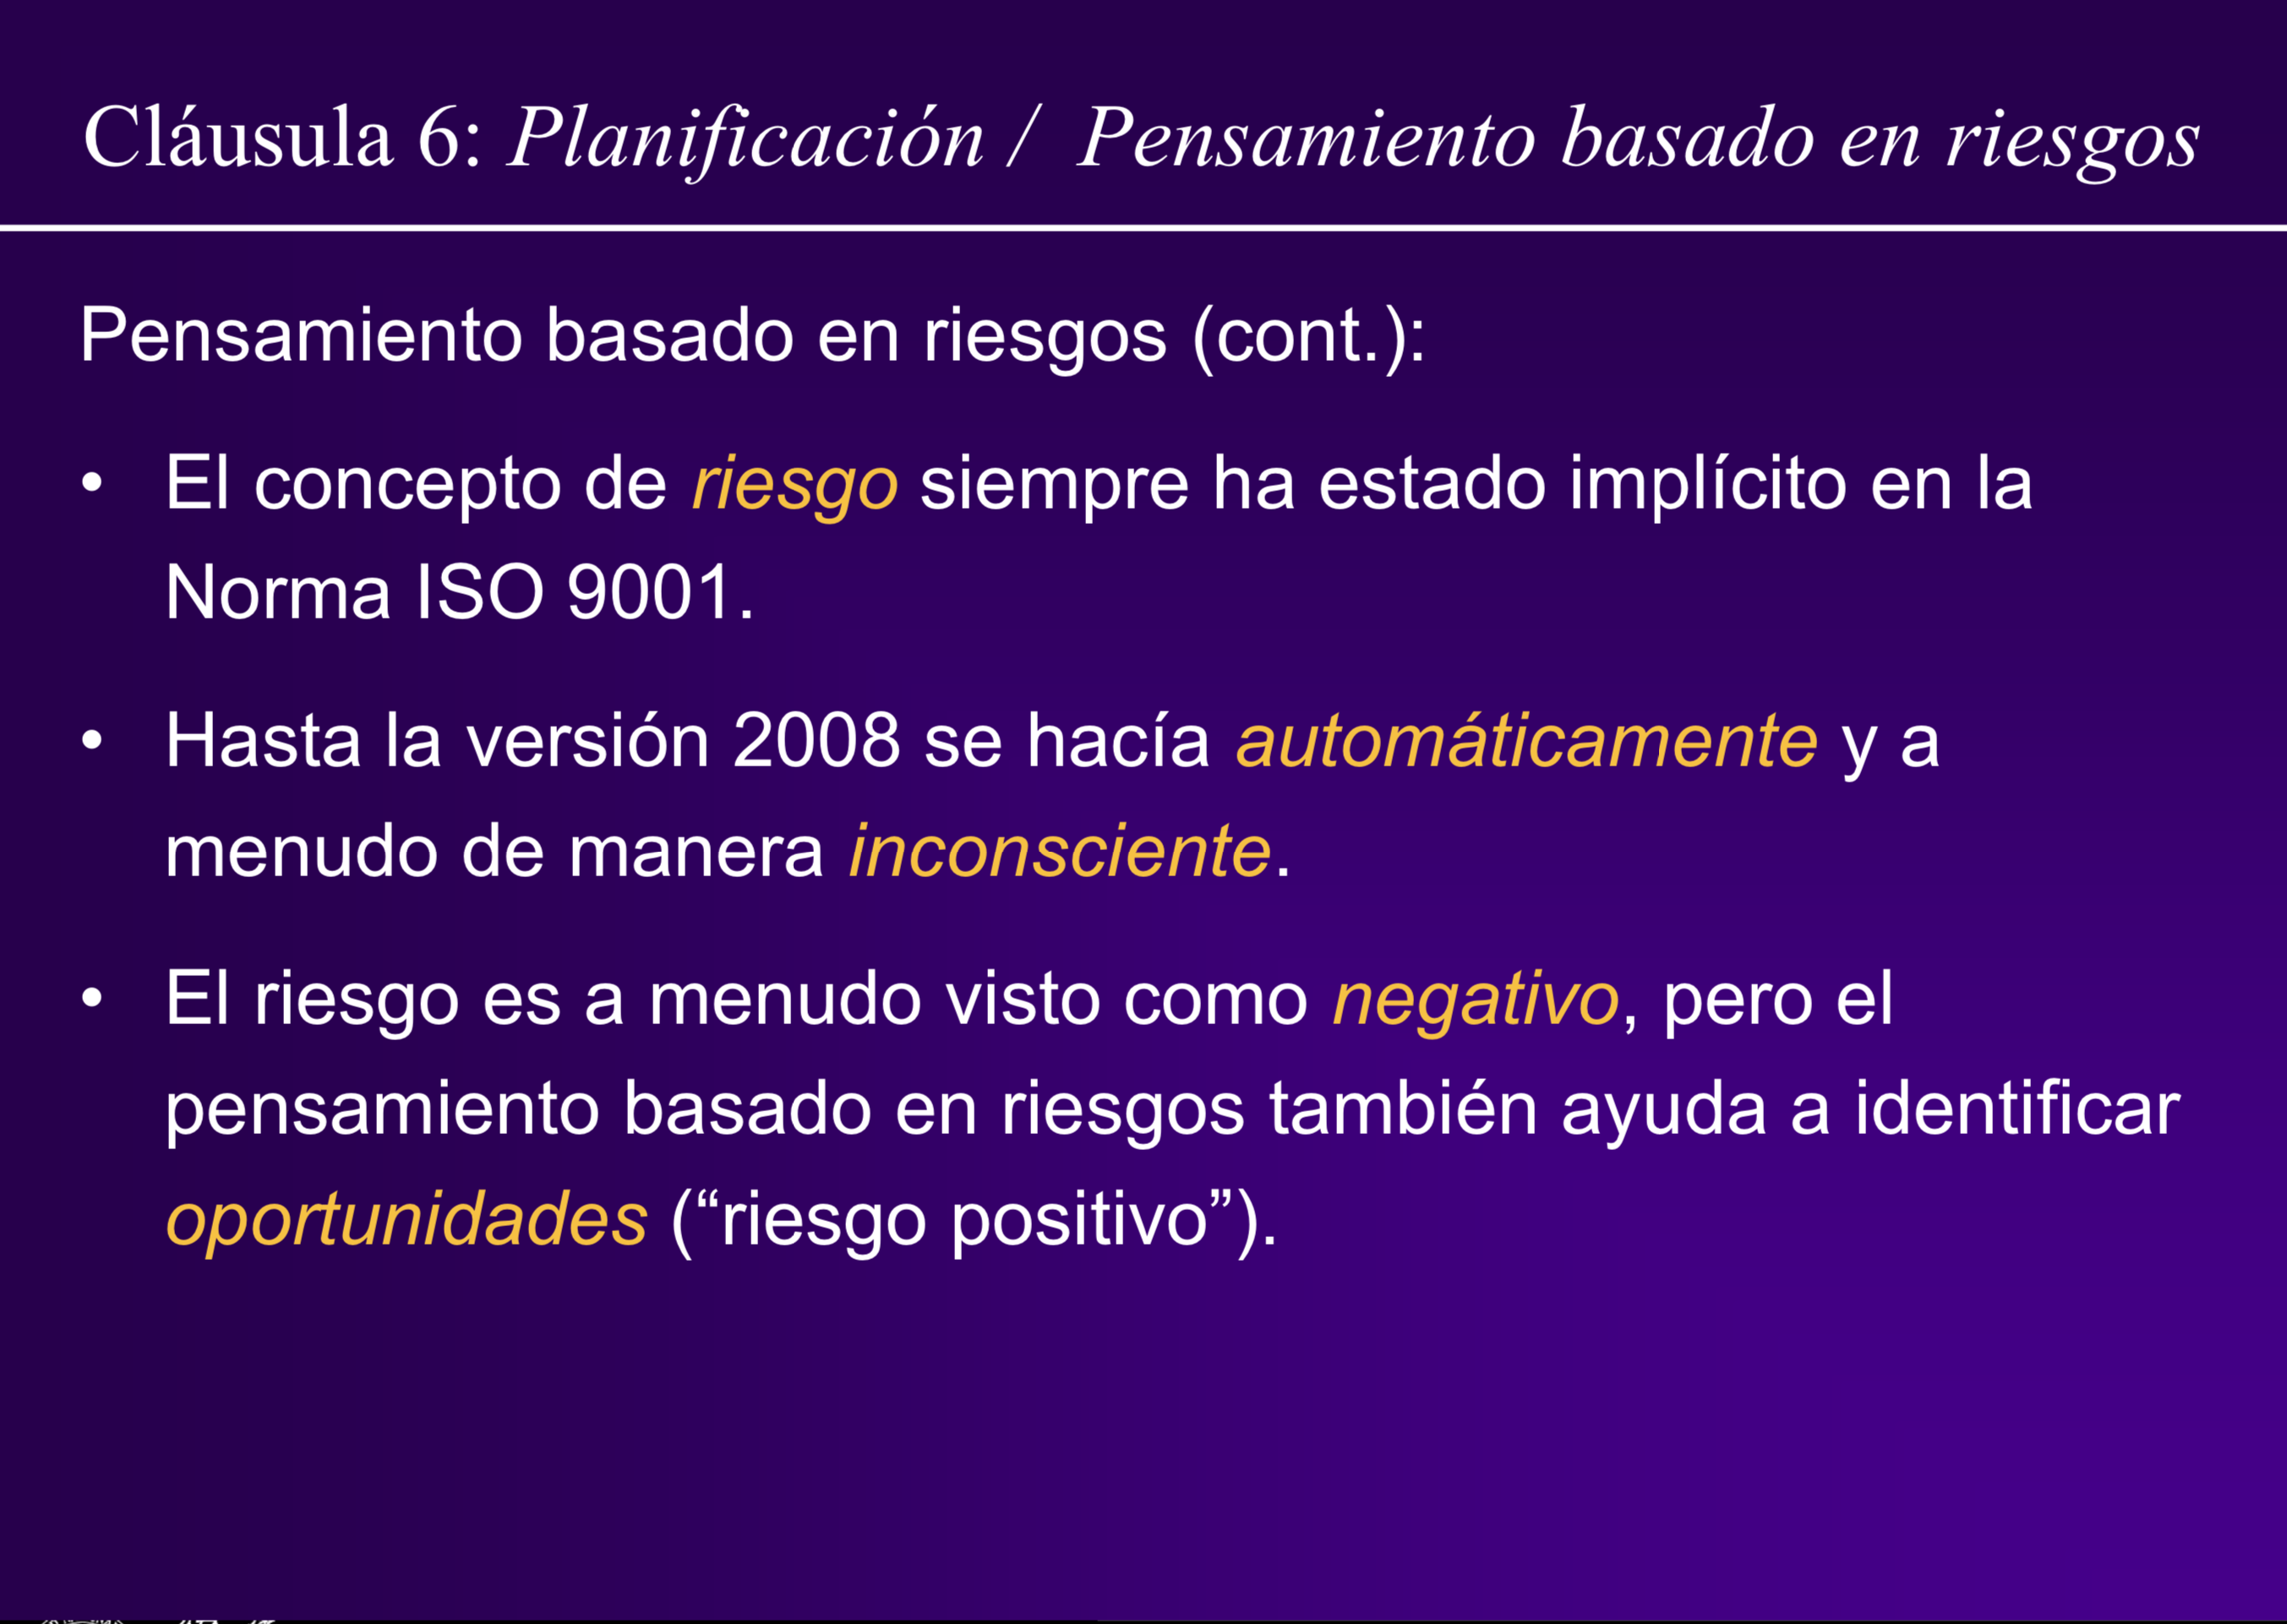 Cláusula 6: Planificación / Pensamiento basado en riesgos
Pensamiento basado en riesgos (cont.):
• El concepto de riesgo siempre ha estado implícito en la
Norma ISO 9001.
• Hasta la versión 2008 se hacía automáticamente y a
menudo de manera inconsciente.
• El riesgo es a menudo visto como negativo, pero el
pensamiento basado en riesgos también ayuda a identificar
oportunidades (“riesgo positivo”).